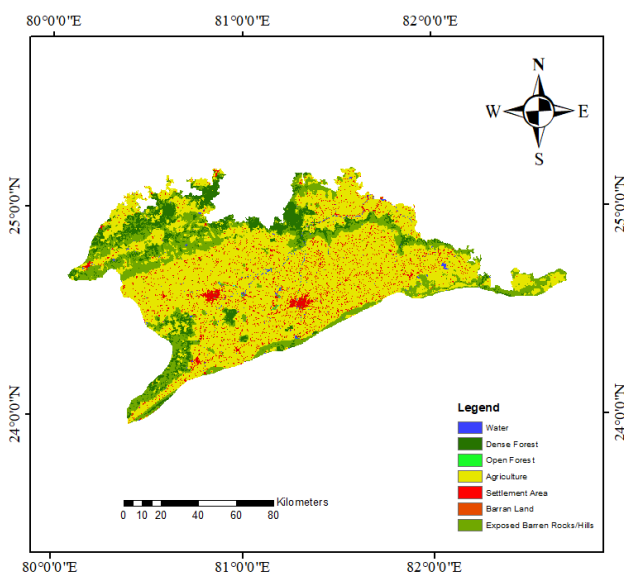 80°0'0"E 81°0'0"E 82°0'0"E
N
W E
S
25°0'0"N 25°0'0"N
24°0'0"N 24°0'0"N
Legend
Water
Dense Forest
Open Forest
Agriculture
Settlement Area
Barran Land
Exposed Barren Rocks/Hills
Kilometers
0 10 20 40 60 80
80°0'0"E 81°0'0"E 82°0'0"E